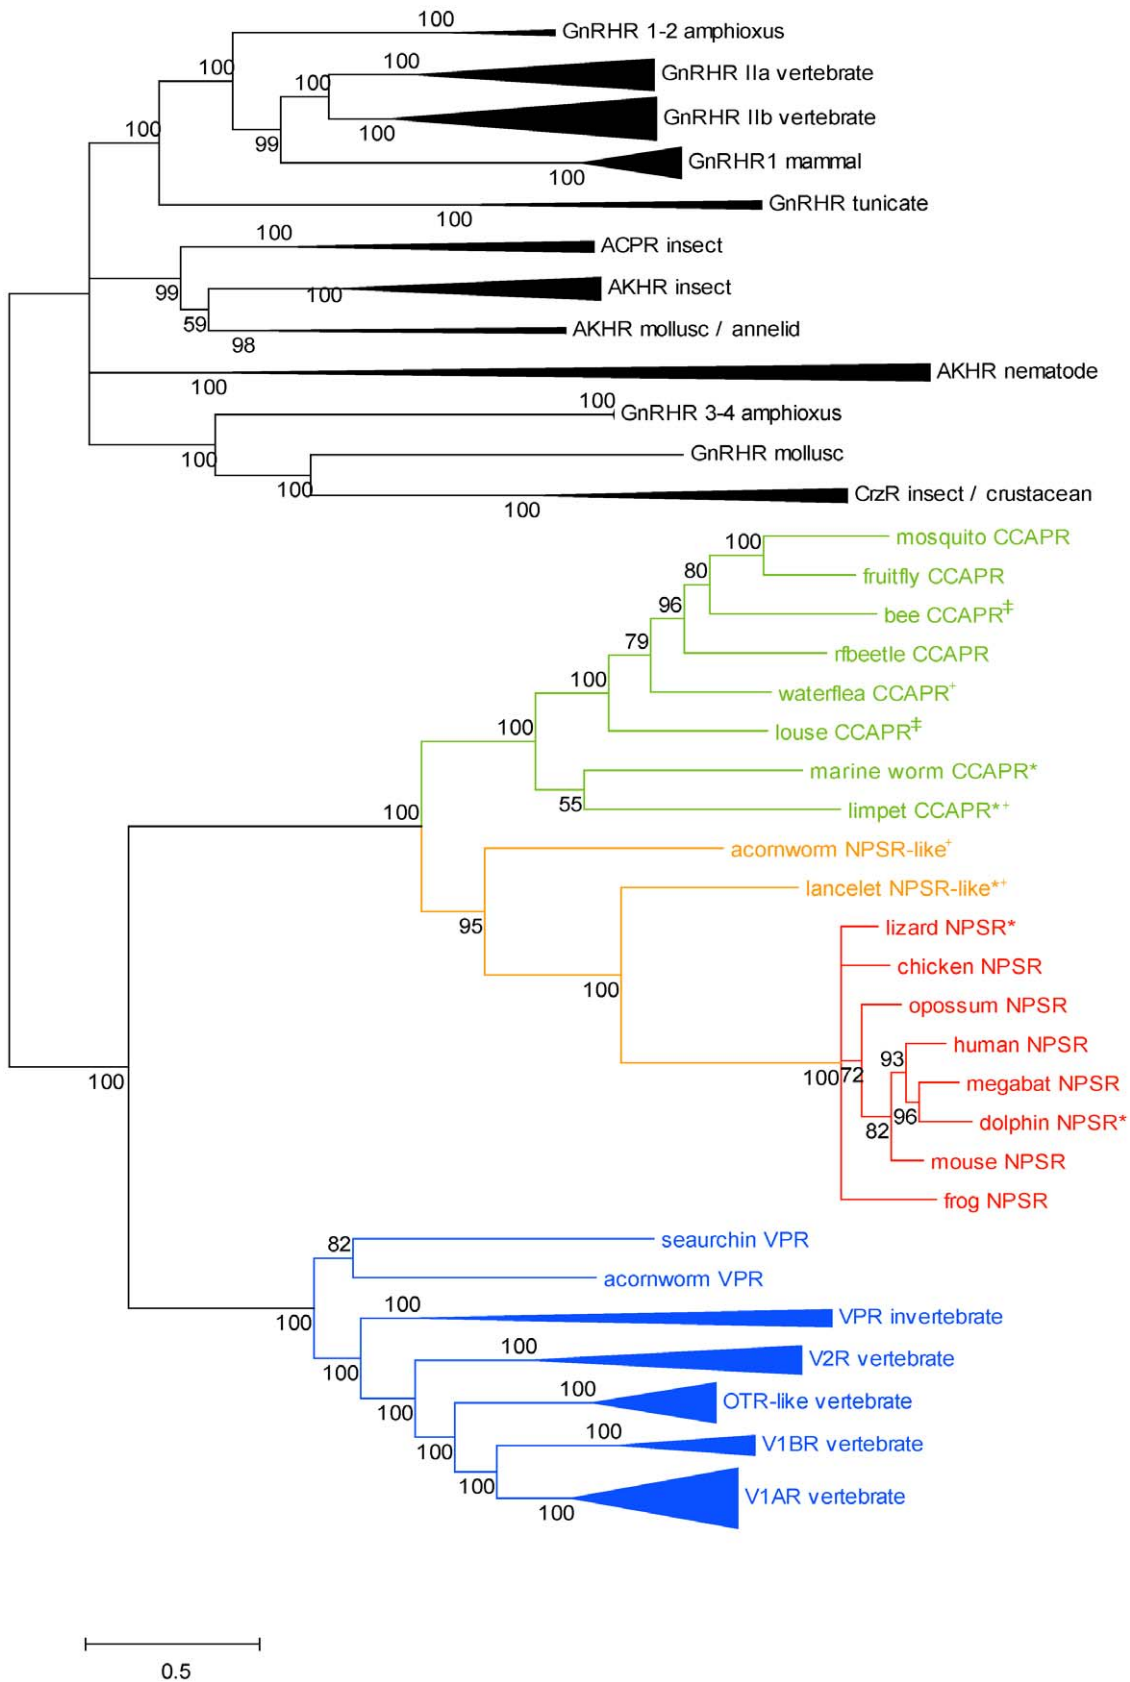 100
GnRHR 1-2 amphioxus
100
100
GnRHR IIa vertebrate
100
GnRHR IIb vertebrate
100
100
99
GnRHR1 mammal
100
GnRHR tunicate
100
100
ACPR insect
99
AKHR insect
100
59
AKHR mollusc / annelid
98
AKHR nematode
100
100
GnRHR 3-4 amphioxus
100
GnRHR mollusc
100
CrzR insect / crustacean
100
mosquito CCAPR
100
80
fruitfly CCAPR
96
bee CCAPR‡
79
rfbeetle CCAPR
100
waterflea CCAPR+
100
louse CCAPR‡
marine worm CCAPR*
55
limpet CCAPR*+
100
acornworm NPSR-like+
lancelet NPSR-like*+
95
lizard NPSR*
chicken NPSR
100
opossum NPSR
human NPSR
93
100
72
megabat NPSR
96
dolphin NPSR*
82
mouse NPSR
frog NPSR
100
82
seaurchin VPR
acornworm VPR
100
VPR invertebrate
100
100
V2R vertebrate
100
100
OTR-like vertebrate
100
100
V1BR vertebrate
100
100
V1AR vertebrate
100
0.5